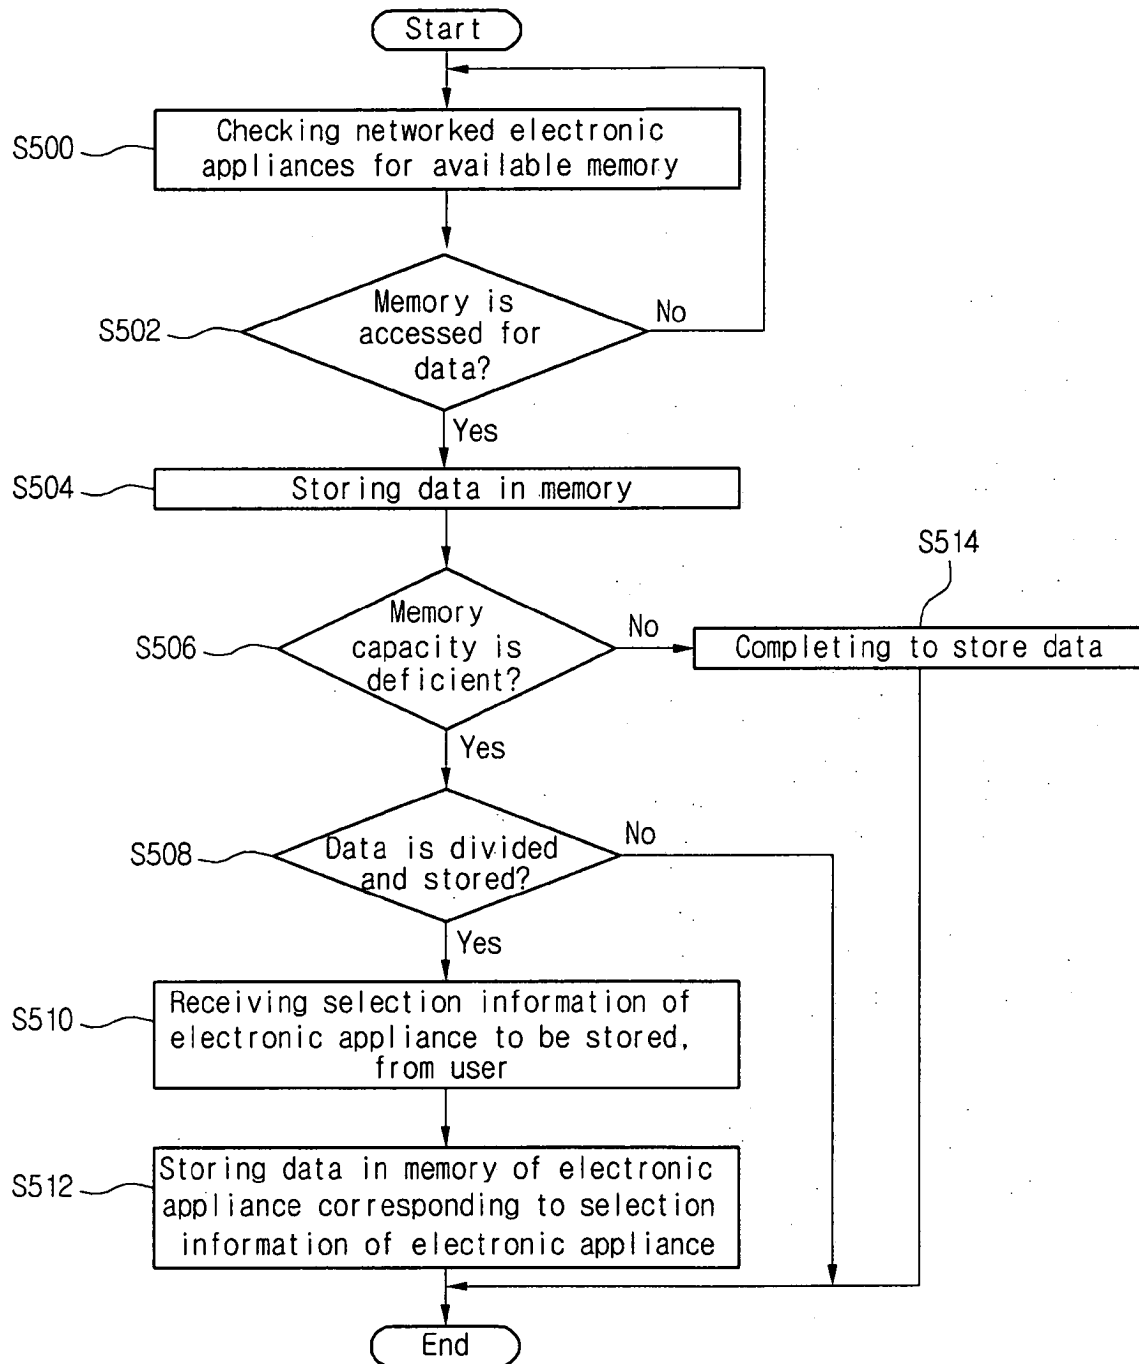 Start
S500
Checking networked electronic
appliances for available memory
S502
Memory is
accessed for
data?
No
Yes
S504
Storing data in memory
S506
Memory
capacity is
deficient?
No
S514
Completing to store data
Yes
S508
Data is divided
and stored?
No
Yes
S510
Receiving selection information of
electronic appliance to be stored,
from user
S512
Storing data in memory of electronic
appliance corresponding to selection
information of electronic appliance
End